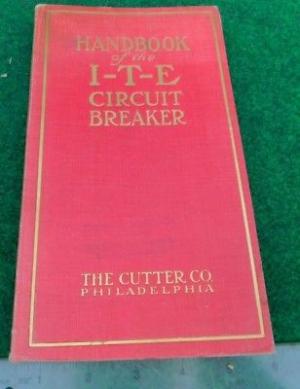 HANDBOOK
of the
I-T-E
CIRCUIT
BREAKER
THE CUTTER CO.
PHILADELPHIA